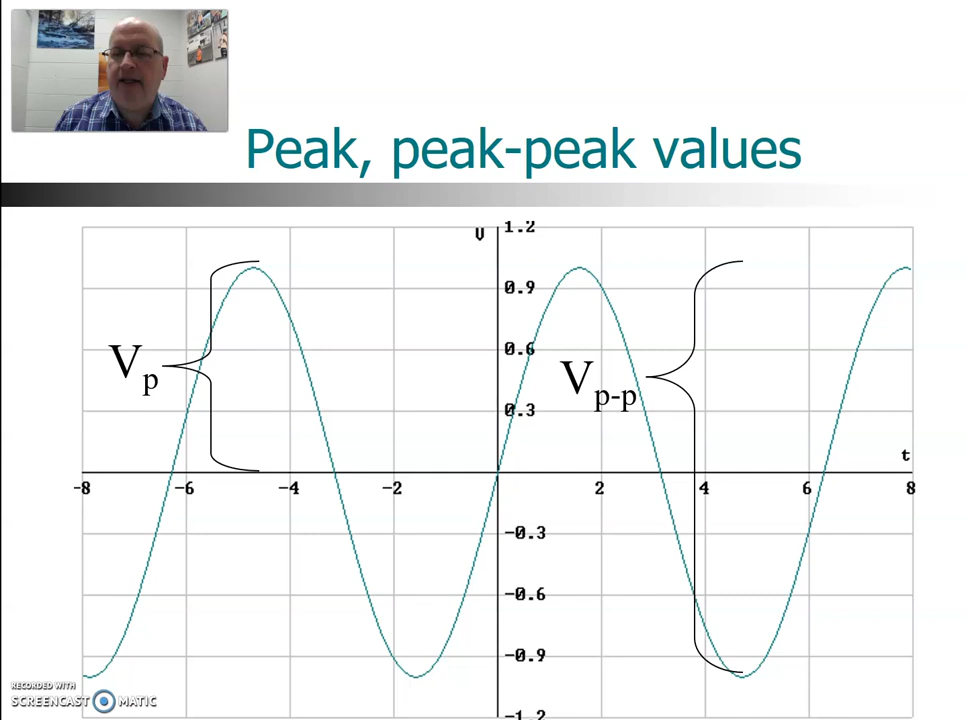 Peak, peak-peak values
V
1.2
0.9
0.6
0.3
Vp
Vp-p
t
-8
-6
-4
-2
0
2
4
6
8
-0.3
-0.6
-0.9
-1.2
RECORDED WITH
SCREENCAST MATIC